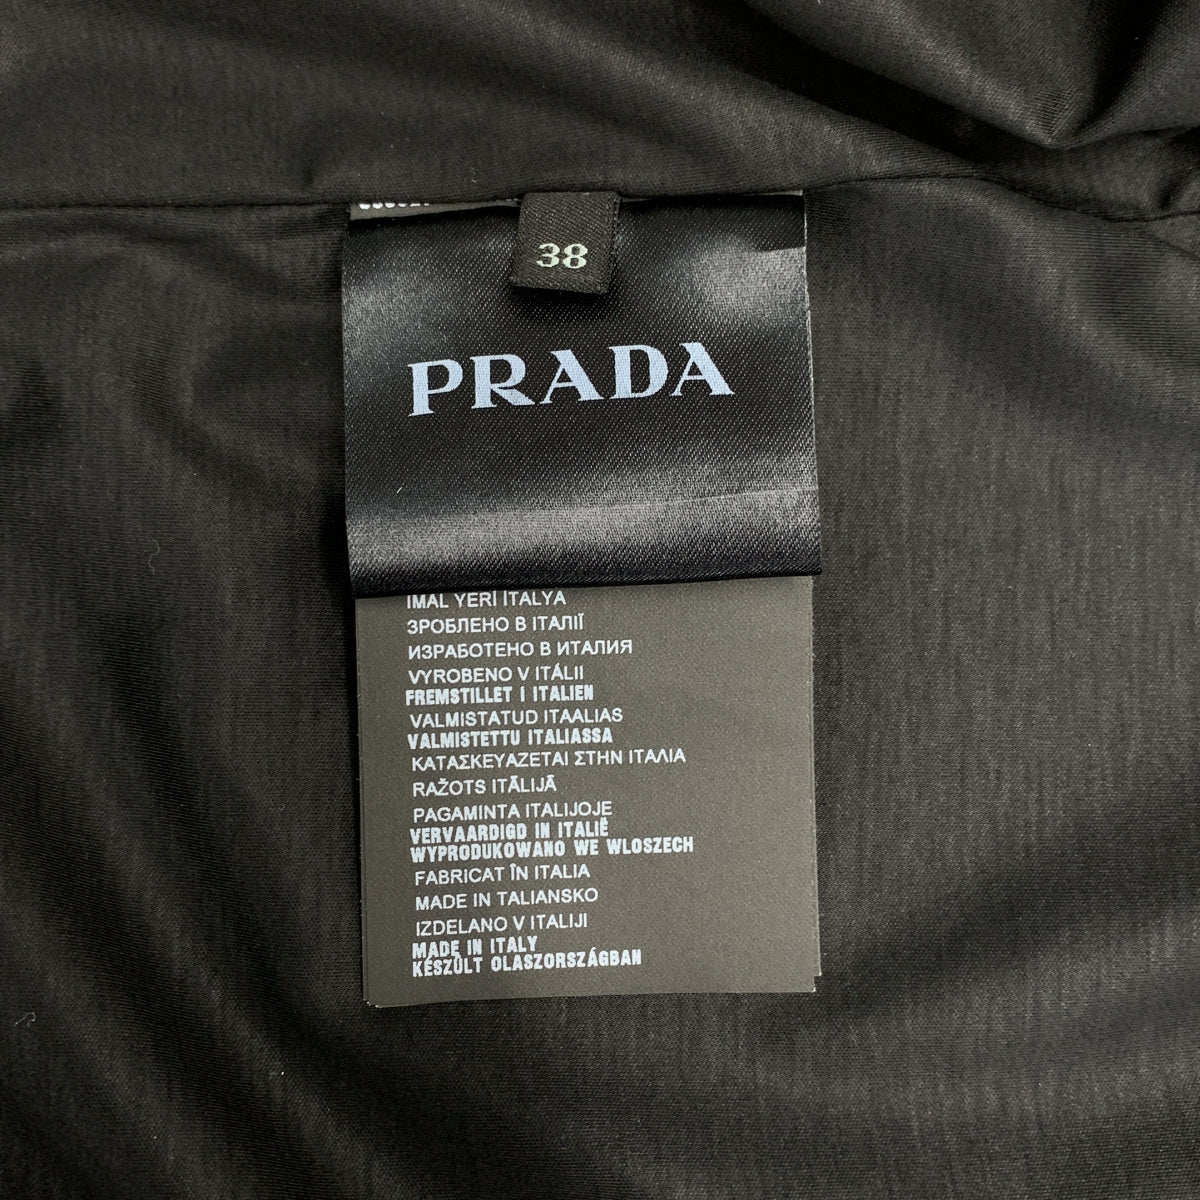 38
PRADA
IMAL YERİ İTALYA
ЗРОБЛЕНО В ІТАЛІЇ
ИЗРАБОТЕНО В ИТАЛИЯ
VYROBENO V ITÁLII
FREMSTILLET I ITALIEN
VALMISTATUD ITAALIAS
VALMISTETTU ITALIASSA
ΚΑΤΑΣΚΕΥΑΖΕΤΑΙ ΣΤΗΝ ΙΤΑΛΙΑ
RAŽOTS ITĀLIJĀ
PAGAMINTA ITALIJOJE
VERVAARDIGD IN ITALIË
WYPRODUKOWANO WE WLOSZECH
FABRICAT ÎN ITALIA
MADE IN TALIANSKO
IZDELANO V ITALIJI
MADE IN ITALY
KÉSZÜLT OLASZORSZÁGBAN